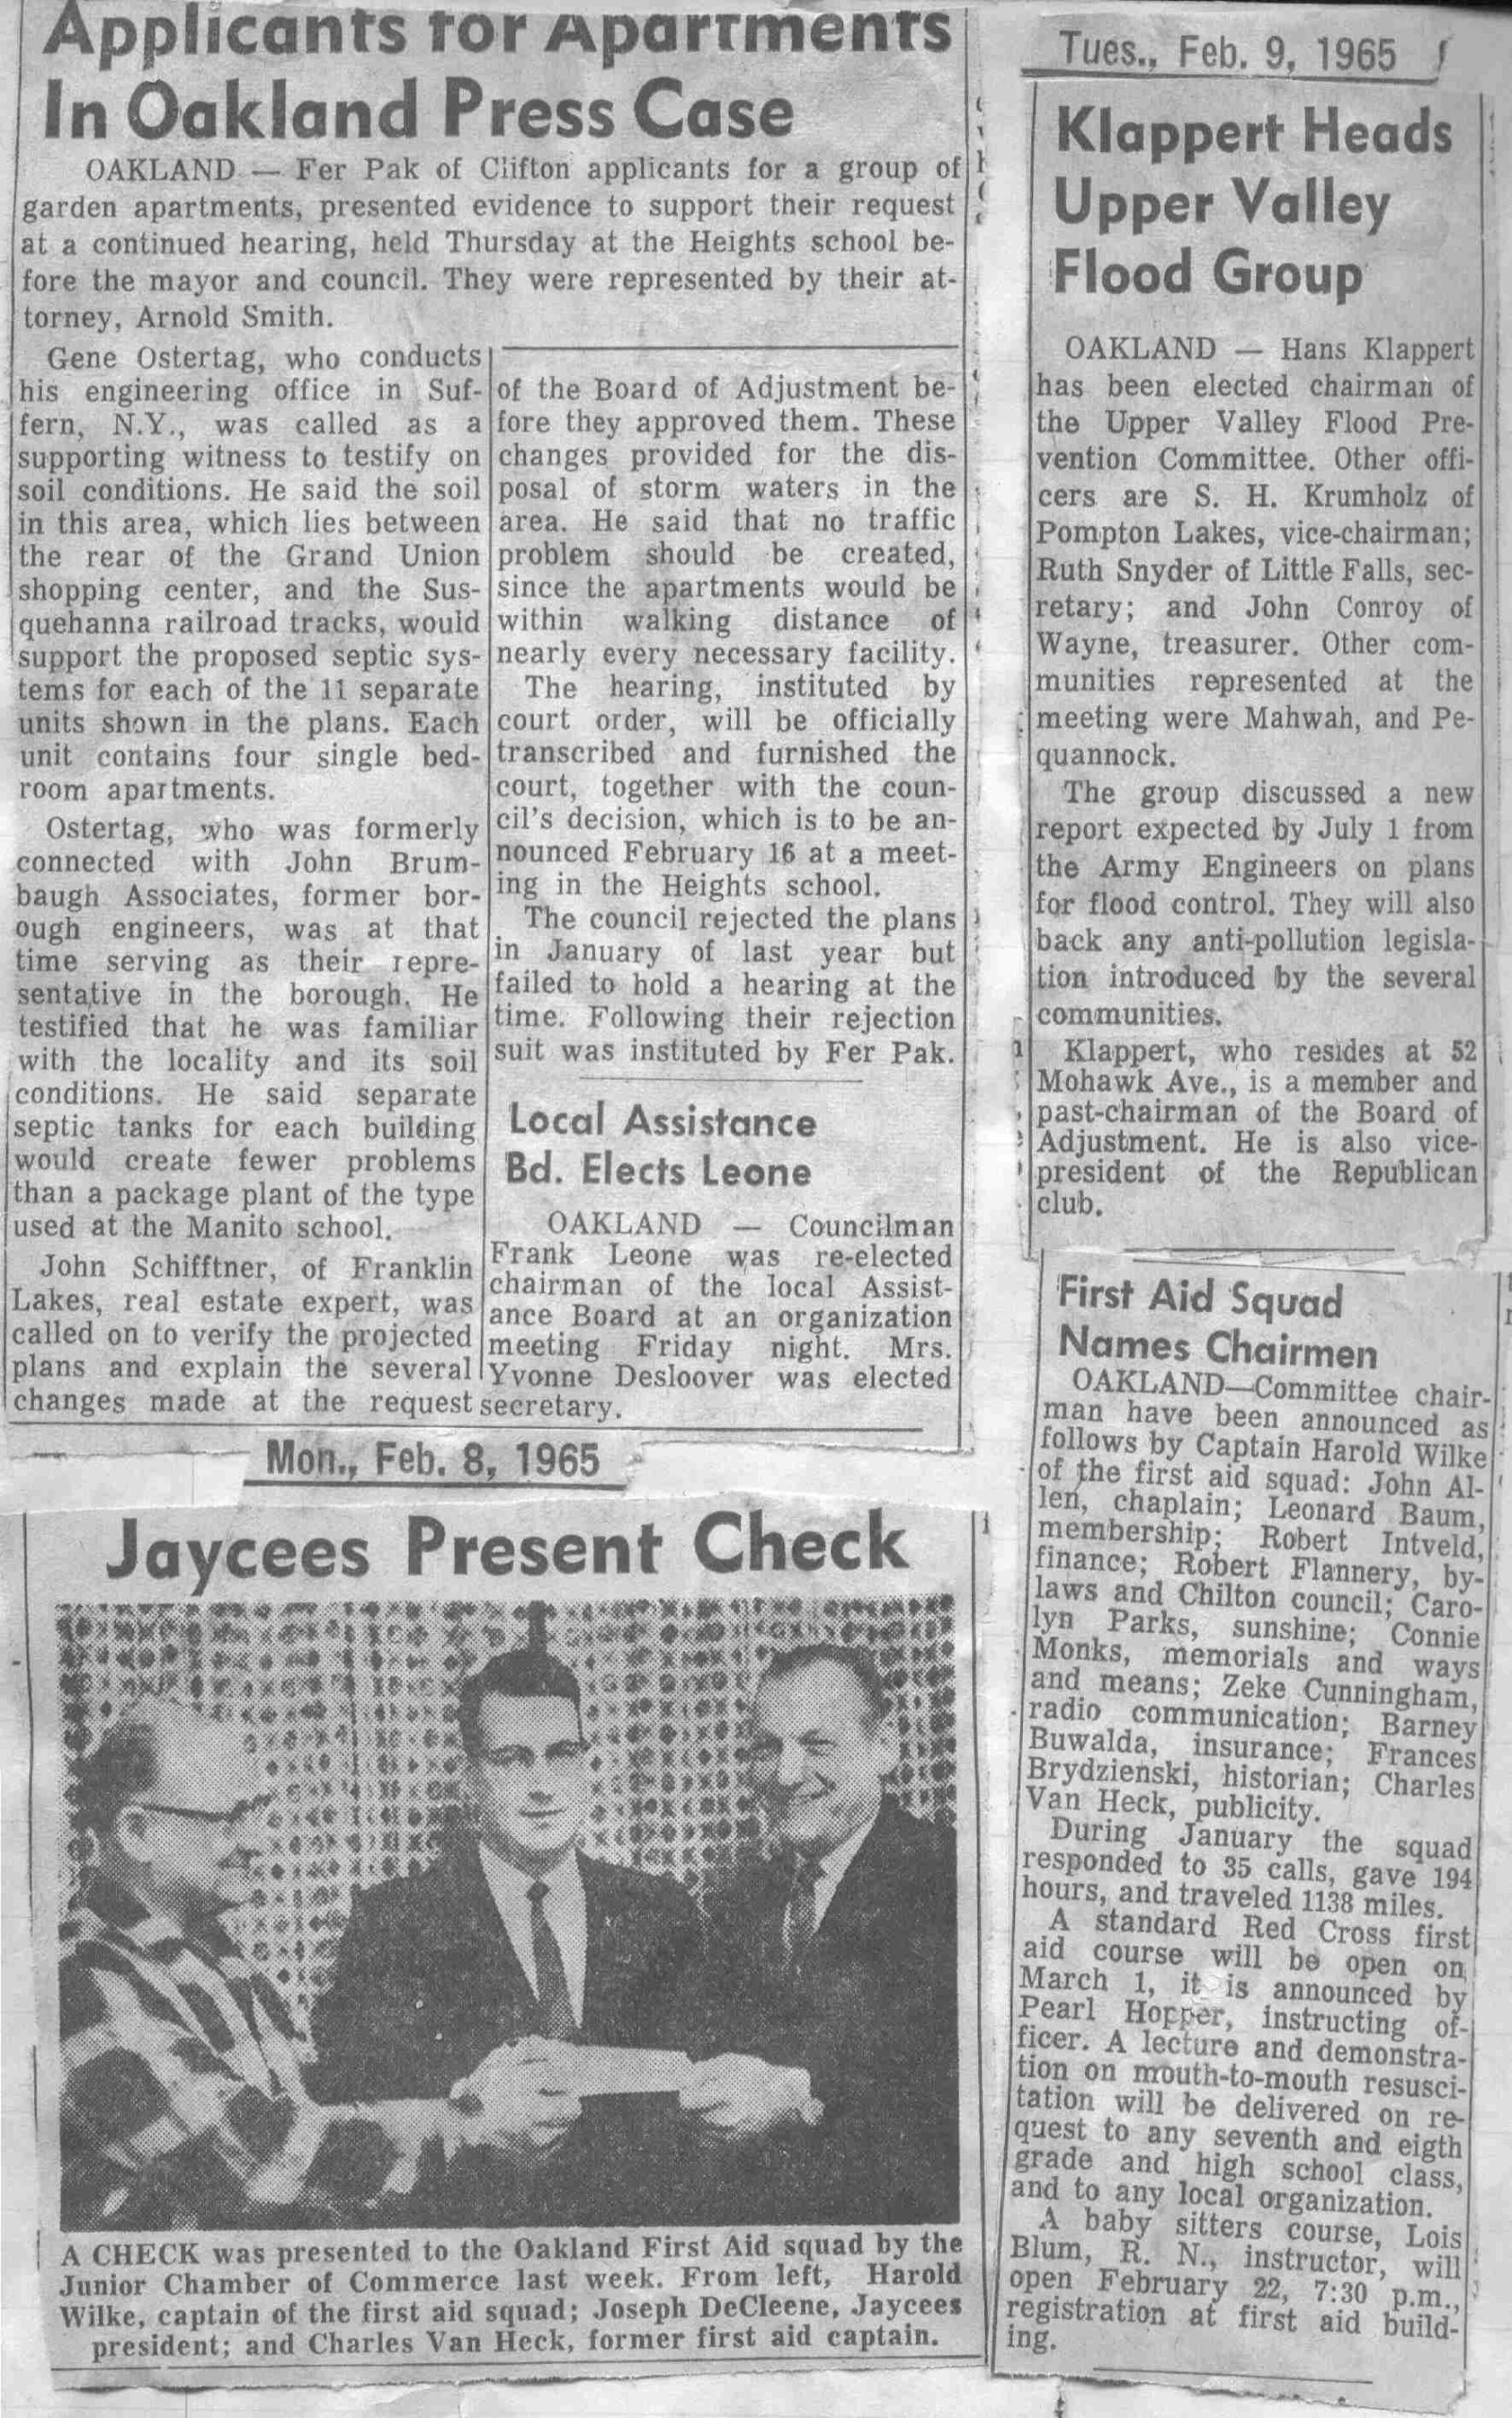 Applicants for Apartments
In Oakland Press Case
OAKLAND — Fer Pak of Clifton applicants for a group of
garden apartments, presented evidence to support their request
at a continued hearing, held Thursday at the Heights school be-
fore the mayor and council. They were represented by their at-
torney, Arnold Smith.
Gene Ostertag, who conducts
his engineering office in Suf-
fern, N.Y., was called as a
supporting witness to testify on
soil conditions. He said the soil
in this area, which lies between
the rear of the Grand Union
shopping center, and the Sus-
quehanna railroad tracks, would
support the proposed septic sys-
tems for each of the 11 separate
units shown in the plans. Each
unit contains four single bed-
room apartments.
Ostertag, who was formerly
connected with John Brum-
baugh Associates, former bor-
ough engineers, was at that
time serving as their repre-
sentative in the borough. He
testified that he was familiar
with the locality and its soil
conditions. He said separate
septic tanks for each building
would create fewer problems
than a package plant of the type
used at the Manito school.
John Schifftner, of Franklin
Lakes, real estate expert, was
called on to verify the projected
plans and explain the several
changes made at the request
of the Board of Adjustment be-
fore they approved them. These
changes provided for the dis-
posal of storm waters in the
area. He said that no traffic
problem should be created,
since the apartments would be
within walking distance of
nearly every necessary facility.
The hearing, instituted by
court order, will be officially
transcribed and furnished the
court, together with the coun-
cil's decision, which is to be an-
nounced February 16 at a meet-
ing in the Heights school.
The council rejected the plans
in January of last year but
failed to hold a hearing at the
time. Following their rejection
suit was instituted by Fer Pak.
Local Assistance
Bd. Elects Leone
OAKLAND — Councilman
Frank Leone was re-elected
chairman of the local Assist-
ance Board at an organization
meeting Friday night. Mrs.
Yvonne Desloover was elected
secretary.
Mon., Feb. 8, 1965
Jaycees Present Check
A CHECK was presented to the Oakland First Aid squad by the
Junior Chamber of Commerce last week. From left, Harold
Wilke, captain of the first aid squad; Joseph DeCleene, Jaycees
president; and Charles Van Heck, former first aid captain.
Tues., Feb. 9, 1965
Klappert Heads
Upper Valley
Flood Group
OAKLAND — Hans Klappert
has been elected chairman of
the Upper Valley Flood Pre-
vention Committee. Other offi-
cers are S. H. Krumholz of
Pompton Lakes, vice-chairman;
Ruth Snyder of Little Falls, sec-
retary; and John Conroy of
Wayne, treasurer. Other com-
munities represented at the
meeting were Mahwah, and Pe-
quannock.
The group discussed a new
report expected by July 1 from
the Army Engineers on plans
for flood control. They will also
back any anti-pollution legisla-
tion introduced by the several
communities.
Klappert, who resides at 52
Mohawk Ave., is a member and
past-chairman of the Board of
Adjustment. He is also vice-
president of the Republican
club.
First Aid Squad
Names Chairmen
OAKLAND—Committee chair-
man have been announced as
follows by Captain Harold Wilke
of the first aid squad: John Al-
len, chaplain; Leonard Baum,
membership; Robert Intveld,
finance; Robert Flannery, by-
laws and Chilton council; Caro-
lyn Parks, sunshine; Connie
Monks, memorials and ways
and means; Zeke Cunningham,
radio communication; Barney
Buwalda, insurance; Frances
Brydzienski, historian; Charles
Van Heck, publicity.
During January the squad
responded to 35 calls, gave 194
hours, and traveled 1138 miles.
A standard Red Cross first
aid course will be open on
March 1, it is announced by
Pearl Hopper, instructing of-
ficer. A lecture and demonstra-
tion on mouth-to-mouth resusci-
tation will be delivered on re-
quest to any seventh and eigth
grade and high school class,
and to any local organization.
A baby sitters course, Lois
Blum, R. N., instructor, will
open February 22, 7:30 p.m.,
registration at first aid build-
ing.